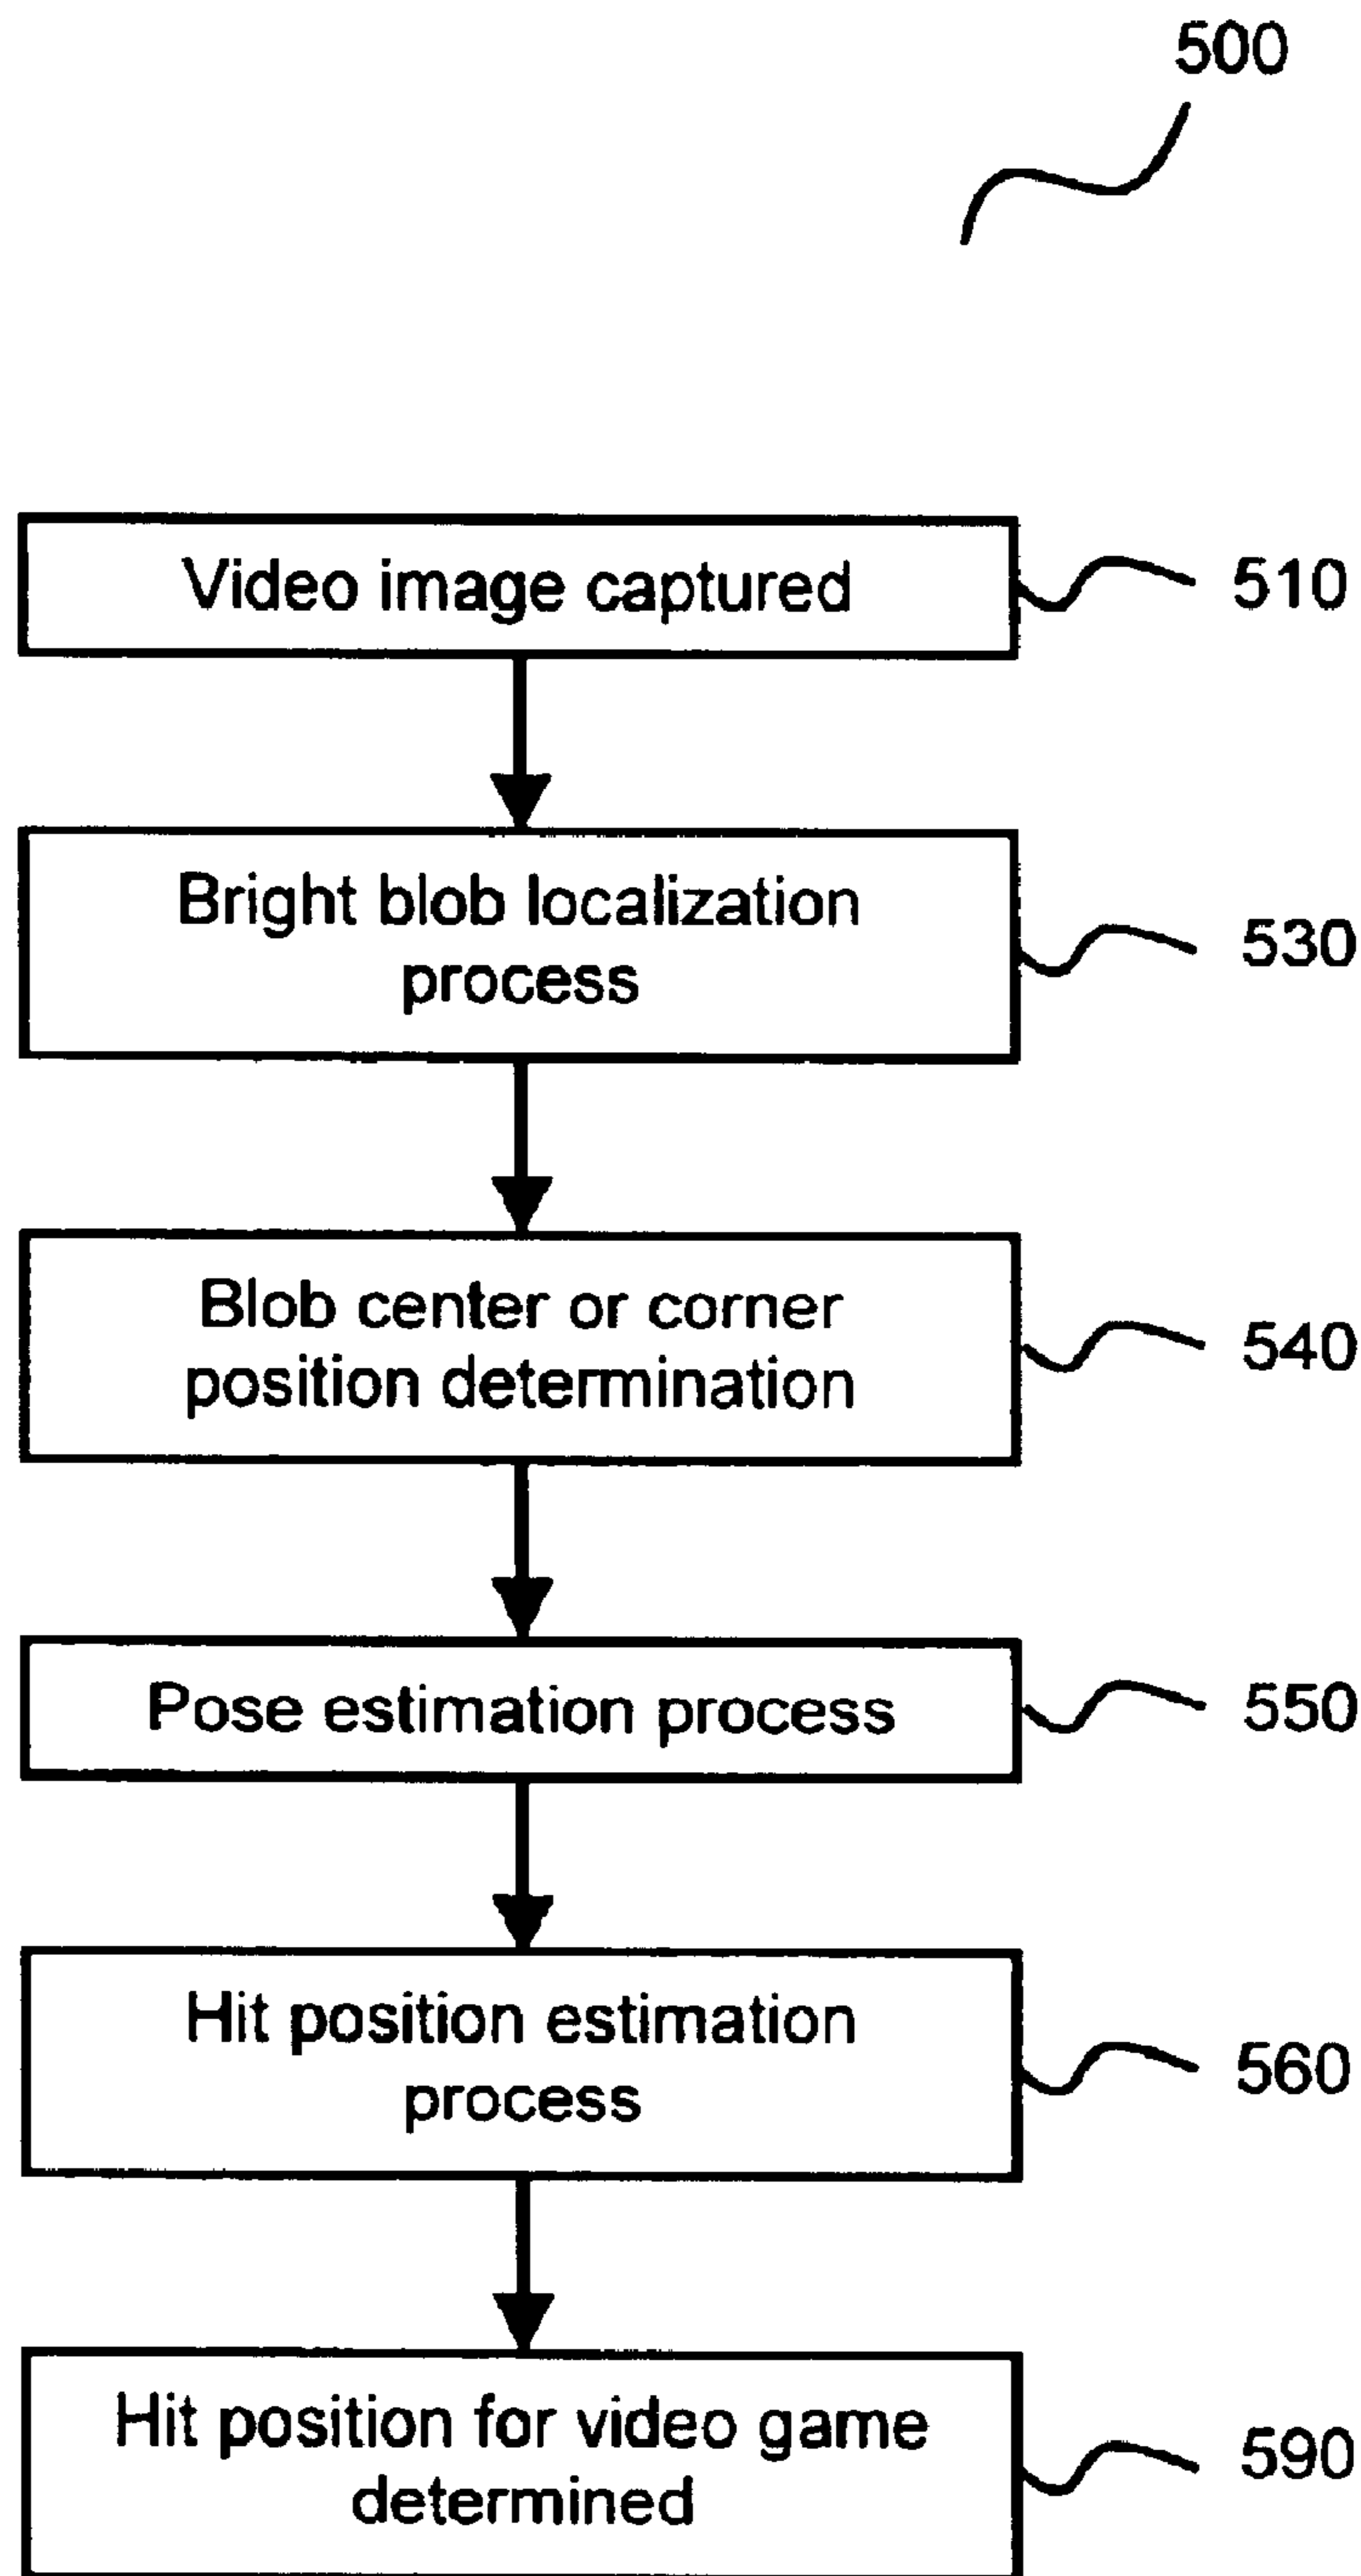 500
Video image captured
510
Bright blob localization
process
530
Blob center or corner
position determination
540
Pose estimation process
550
Hit position estimation
process
560
Hit position for video game
determined
590